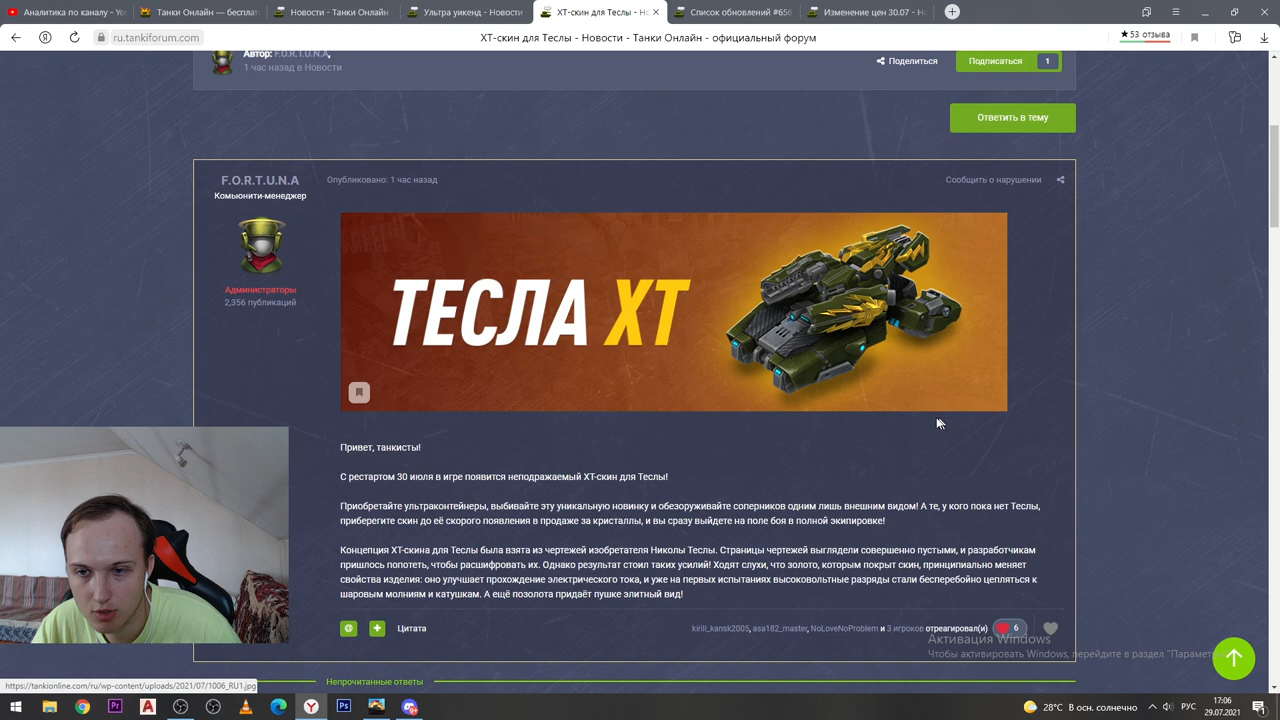 Аналитика по каналу – Yo
Танки Онлайн — бесплат
Новости - Танки Онлайн
Ультра уикенд - Новости
ХТ-скин для Теслы - Но
Список обновлений #656
Изменение цен 30.07 - Но
ru.tankiforum.com
ХТ-скин для Теслы - Новости - Танки Онлайн - официальный форум
★53 отзыва
Автор: F.O.R.T.U.N.A,
1 час назад в Новости
Поделиться
Подписаться
1
Ответить в тему
F.O.R.T.U.N.A
Комьюнити-менеджер
Администраторы
2,356 публикаций
Опубликовано: 1 час назад
Сообщить о нарушении
ТЕСЛА ХТ
Привет, танкисты!
С рестартом 30 июля в игре появится неподражаемый ХТ-скин для Теслы!
Приобретайте ультраконтейнеры, выбивайте эту уникальную новинку и обезоруживайте соперников одним лишь внешним видом! А те, у кого пока нет Теслы,
приберегите скин до её скорого появления в продаже за кристаллы, и вы сразу выйдете на поле боя в полной экипировке!
Концепция ХТ-скина для Теслы была взята из чертежей изобретателя Николы Теслы. Страницы чертежей выглядели совершенно пустыми, и разработчикам
пришлось попотеть, чтобы расшифровать их. Однако результат стоил таких усилий! Ходят слухи, что золото, которым покрыт скин, принципиально меняет
свойства изделия: оно улучшает прохождение электрического тока, и уже на первых испытаниях высоковольтные разряды стали бесперебойно цепляться к
шаровым молниям и катушкам. А ещё позолота придаёт пушке элитный вид!
Цитата
kirill_kansk2005, asa182_master, NoLoveNoProblem и 3 игроков отреагировал(и)
6
Активация Windows
Чтобы активировать Windows, перейдите в раздел "Парамет
Непрочитанные ответы
https://tankionline.com/ru/wp-content/uploads/2021/07/1006_RU1.jpg
28°C В осн. солнечно
РУС
17:06
29.07.2021